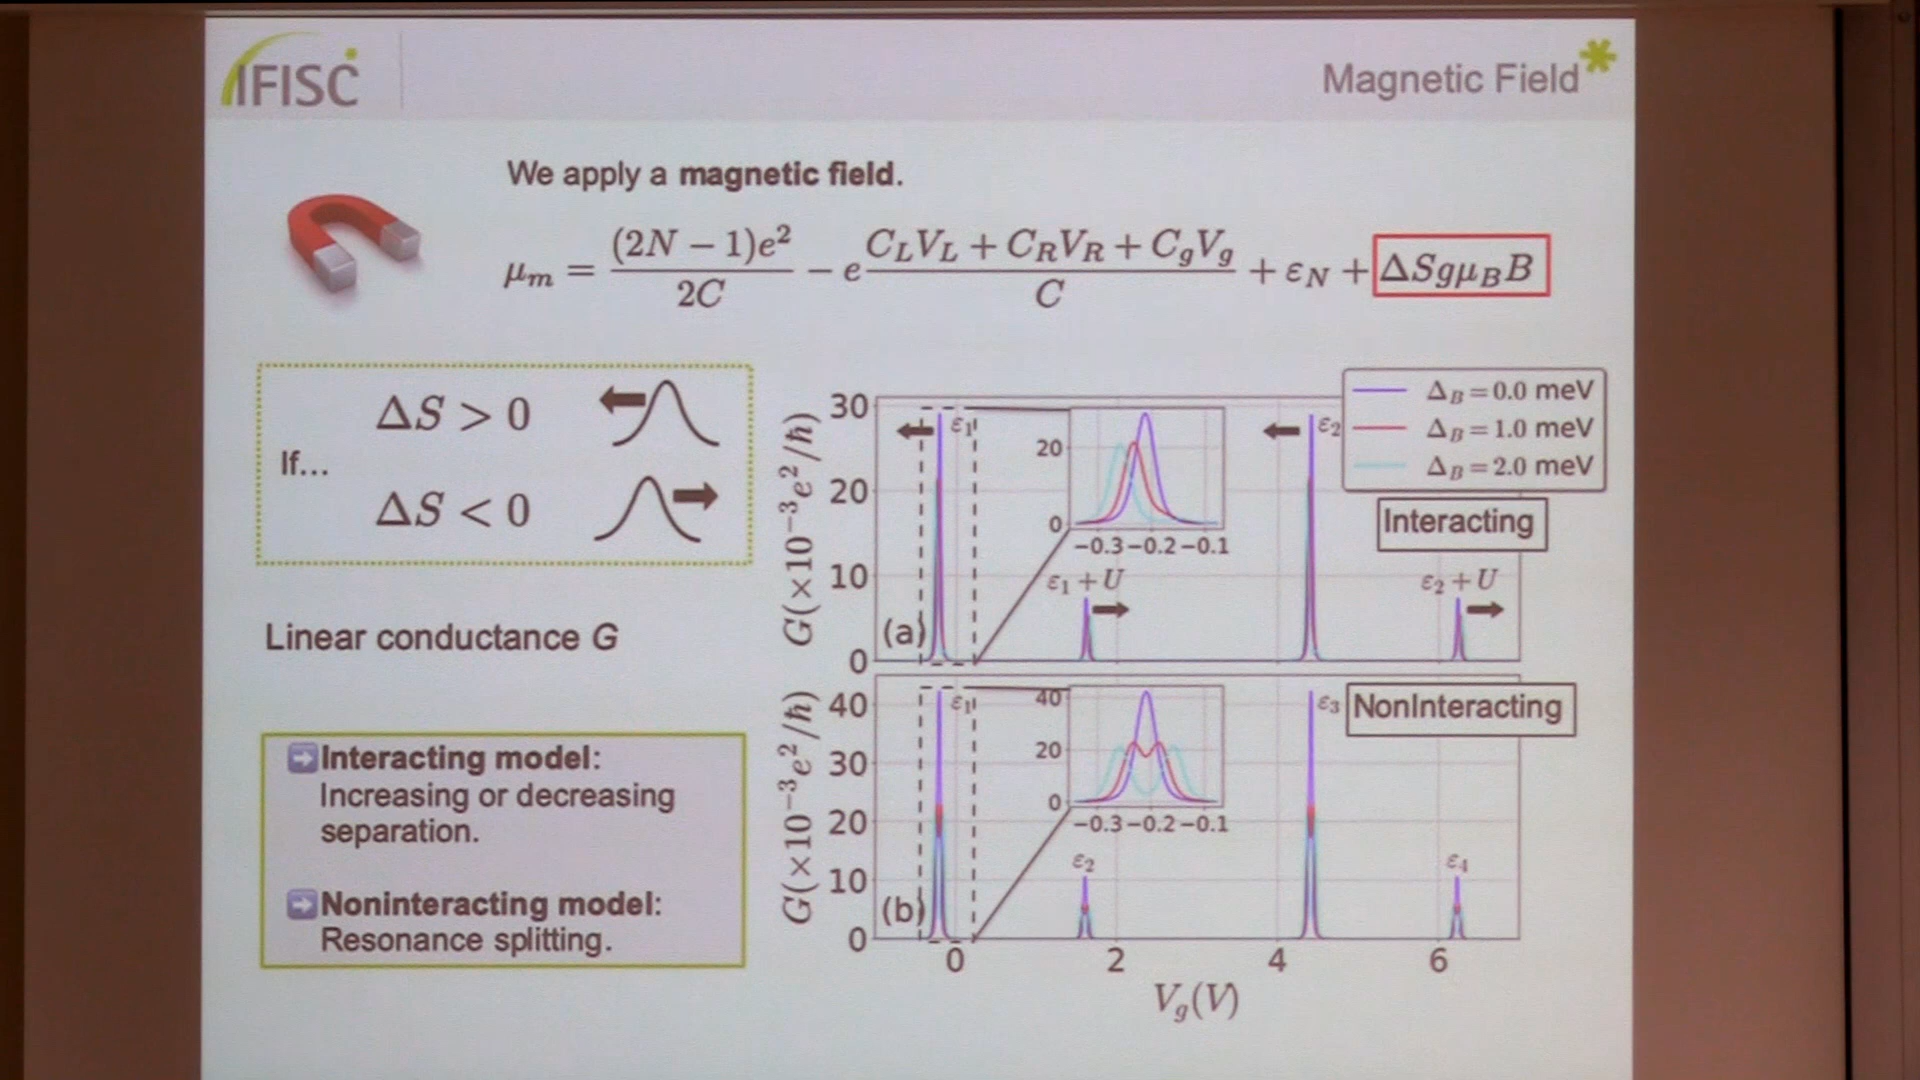 IFISC
Magnetic Field
We apply a magnetic field.
μ_m = (2N − 1)e² / 2C − e (C_L V_L + C_R V_R + C_g V_g) / C + ε_N + ΔSgμ_B B
If...
ΔS > 0
ΔS < 0
Linear conductance G
Interacting model:
Increasing or decreasing
separation.
Noninteracting model:
Resonance splitting.
Δ_B = 0.0 meV
Δ_B = 1.0 meV
Δ_B = 2.0 meV
Interacting
G(×10⁻³e²/ħ)
30
20
10
0
(a)
ε₁
ε₁ + U
ε₂
ε₂ + U
20
0
−0.3 −0.2 −0.1
NonInteracting
G(×10⁻³e²/ħ)
40
30
20
10
0
(b)
ε₁
ε₂
ε₃
ε₄
40
20
0
−0.3 −0.2 −0.1
0 2 4 6
V_g(V)